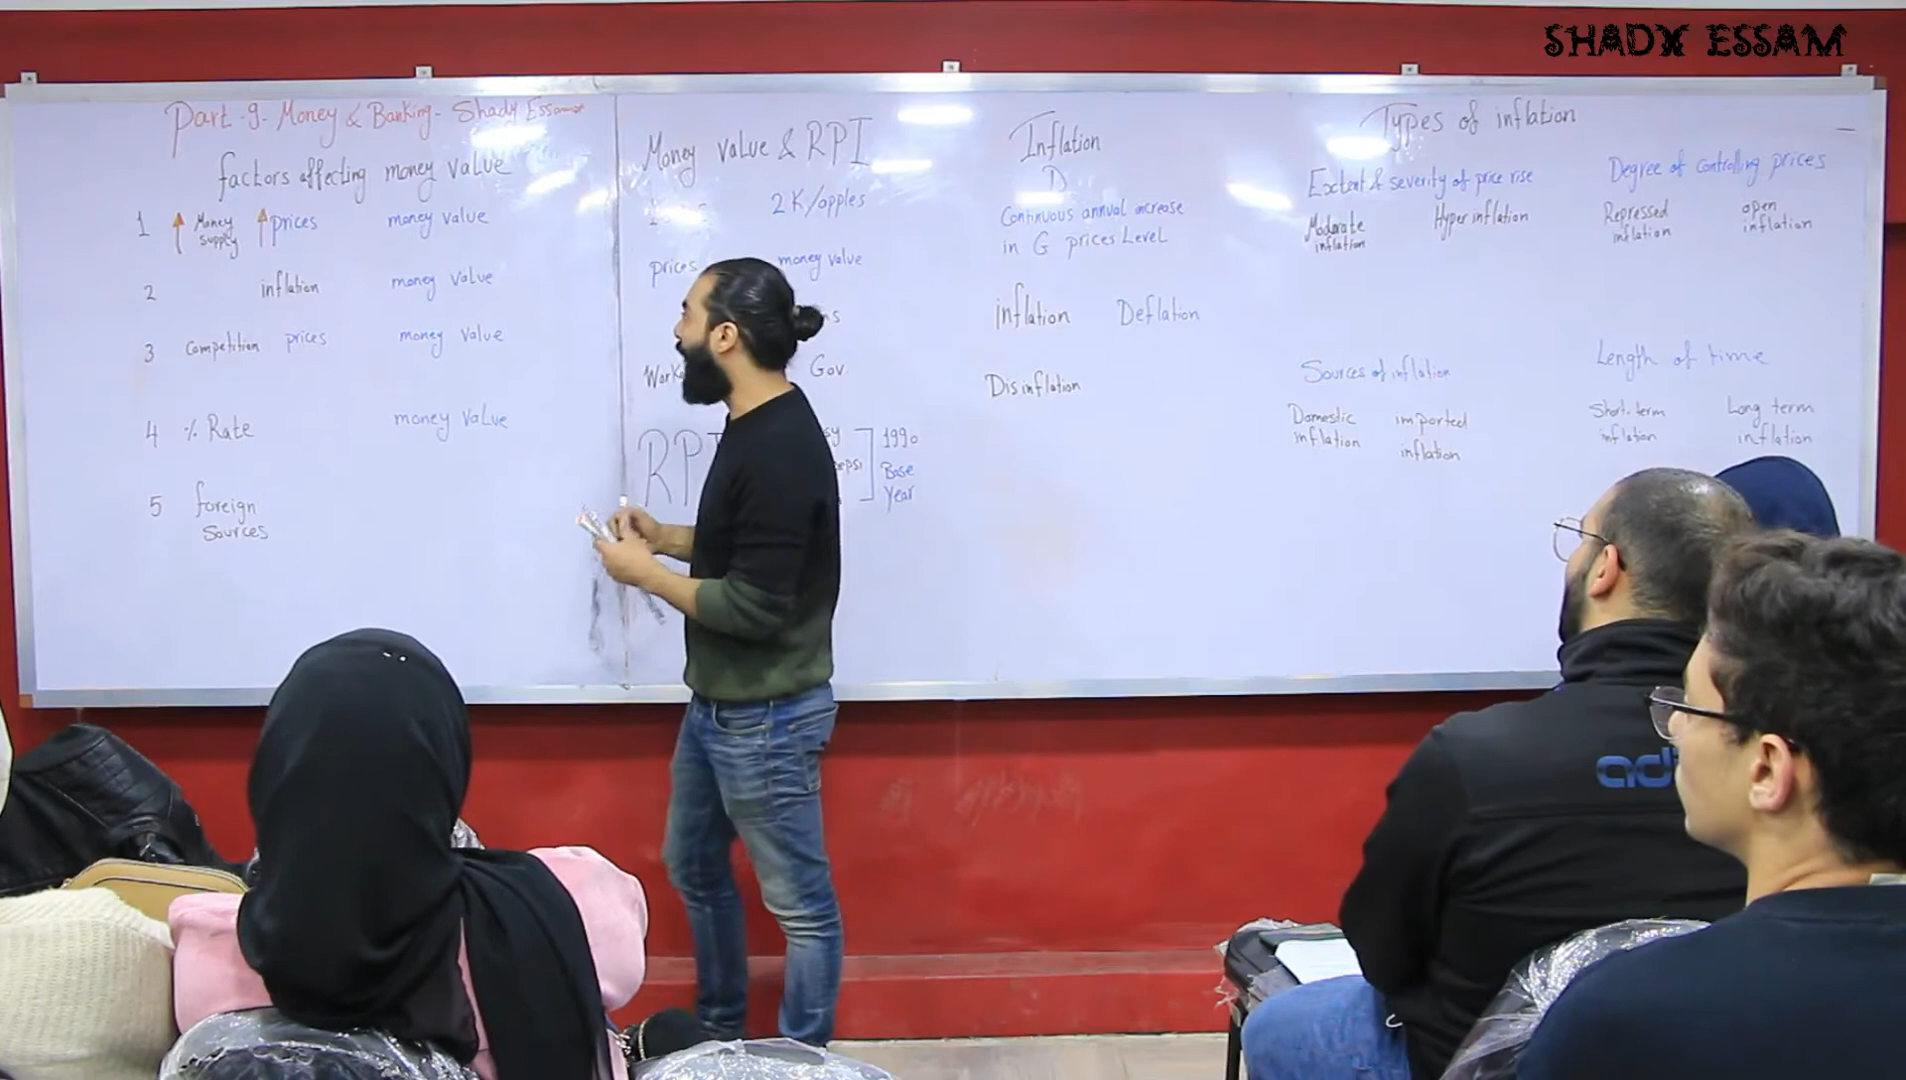 SHADY ESSAM
Part -9- Money & Banking- Shady Essam
factors affecting money value
1 Money supply prices money value
2 inflation money value
3 Competition prices money value
4 % Rate money value
5 foreign
Sources
Money value & RPI
2 K/apples
prices money value
Gov.
RPI
1990
Base
Year
Inflation
Continuous annual increase
in G prices Level
inflation Deflation
Disinflation
Types of inflation
Extent & severity of price rise
Moderate
inflation
Hyper inflation
Degree of controlling prices
Repressed
inflation
open
inflation
Sources of inflation
Domestic
inflation
imported
inflation
Length of time
Short-term
inflation
Long term
inflation